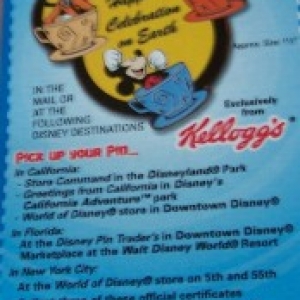 Happ
Celebration
on Earth
Approx. Size 1½"
IN
THE MAIL OR
AT THE
FOLLOWING
DISNEY DESTINATIONS
Exclusively
from
Kellogg's®
PICK UP YOUR PIN...
In California:
- Store Command in the Disneyland® Park
- Greetings from California in Disney's
California Adventure™ park
- World of Disney® store in Downtown Disney®
In Florida:
At the Disney Pin Trader's in Downtown Disney®
Marketplace at the Walt Disney World® Resort
In New York City:
At the World of Disney® store on 5th and 55th
three of these official certificates